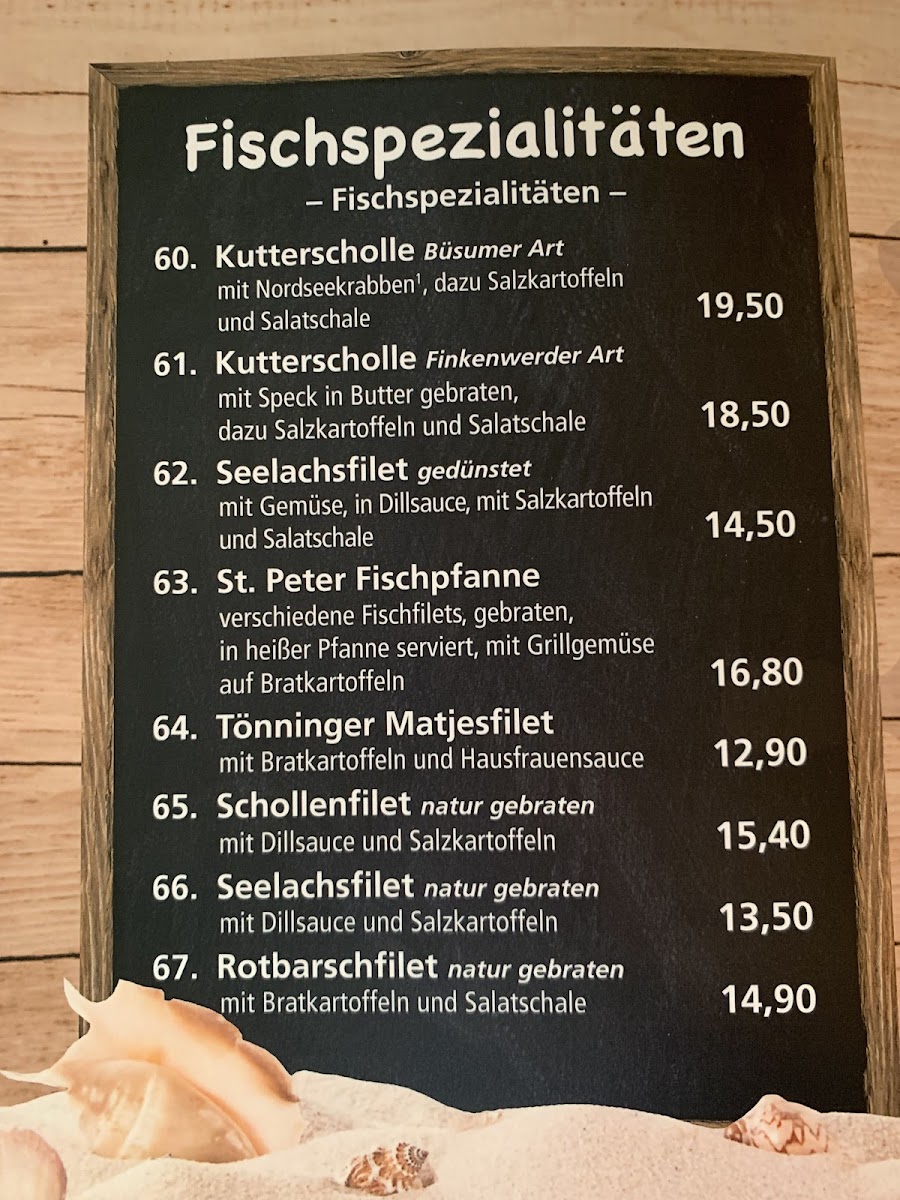 Fischspezialitäten
– Fischspezialitäten –
60. Kutterscholle Büsumer Art
mit Nordseekrabben¹, dazu Salzkartoffeln
und Salatschale 19,50
61. Kutterscholle Finkenwerder Art
mit Speck in Butter gebraten,
dazu Salzkartoffeln und Salatschale 18,50
62. Seelachsfilet gedünstet
mit Gemüse, in Dillsauce, mit Salzkartoffeln
und Salatschale 14,50
63. St. Peter Fischpfanne
verschiedene Fischfilets, gebraten,
in heißer Pfanne serviert, mit Grillgemüse
auf Bratkartoffeln 16,80
64. Tönninger Matjesfilet
mit Bratkartoffeln und Hausfrauensauce 12,90
65. Schollenfilet natur gebraten
mit Dillsauce und Salzkartoffeln 15,40
66. Seelachsfilet natur gebraten
mit Dillsauce und Salzkartoffeln 13,50
67. Rotbarschfilet natur gebraten
mit Bratkartoffeln und Salatschale 14,90